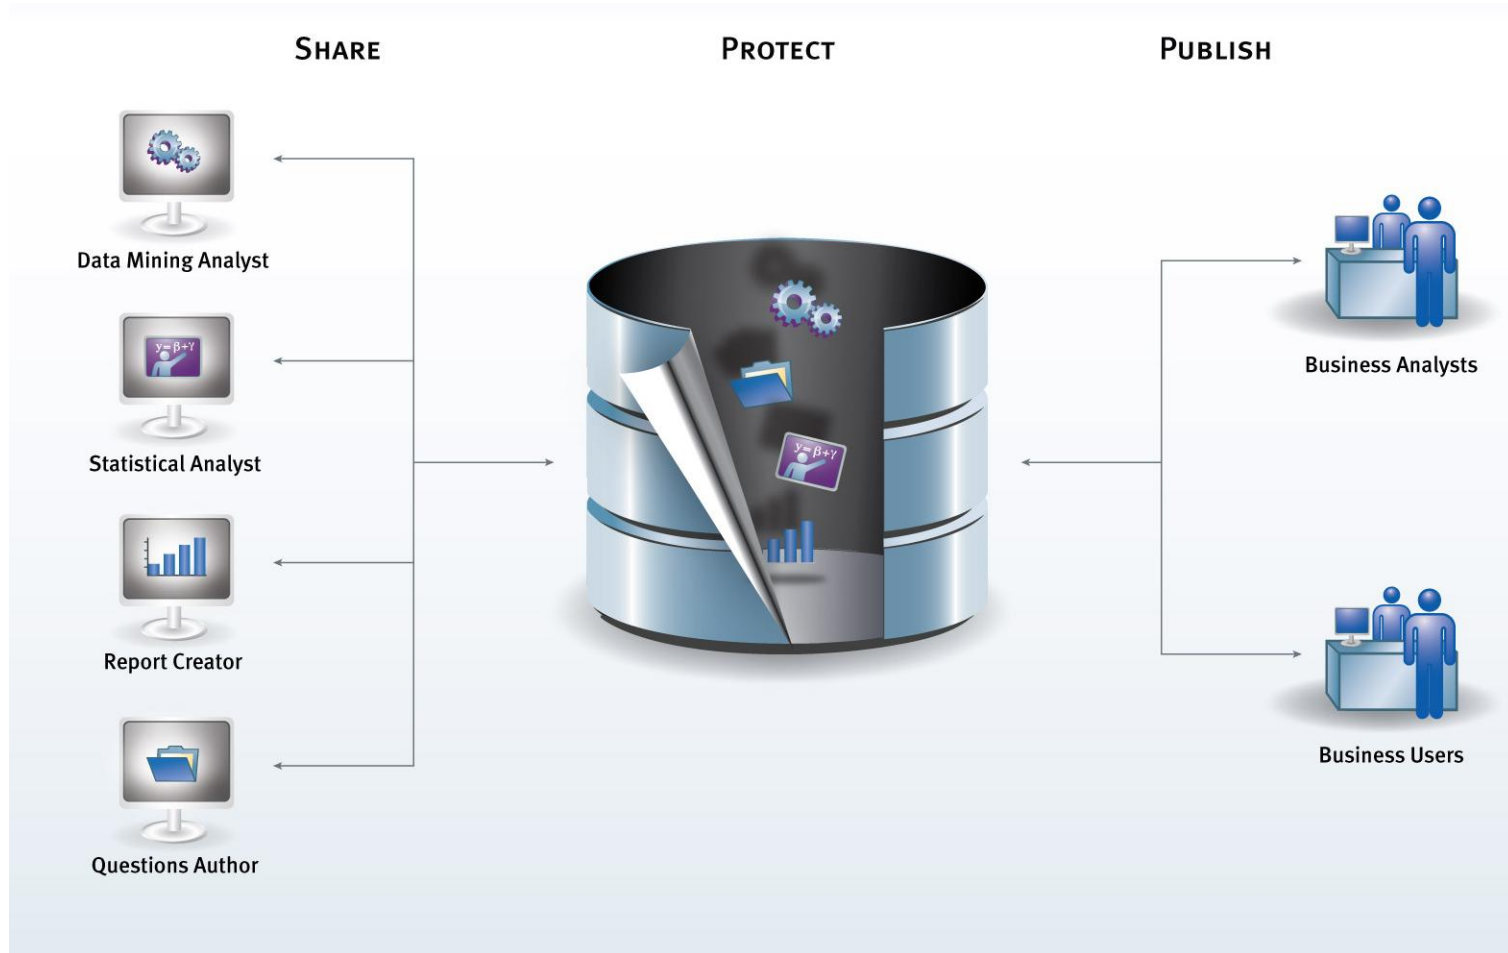 SHARE
PROTECT
PUBLISH
Data Mining Analyst
y=β+γ
Statistical Analyst
Report Creator
Questions Author
y=β+γ
Business Analysts
Business Users